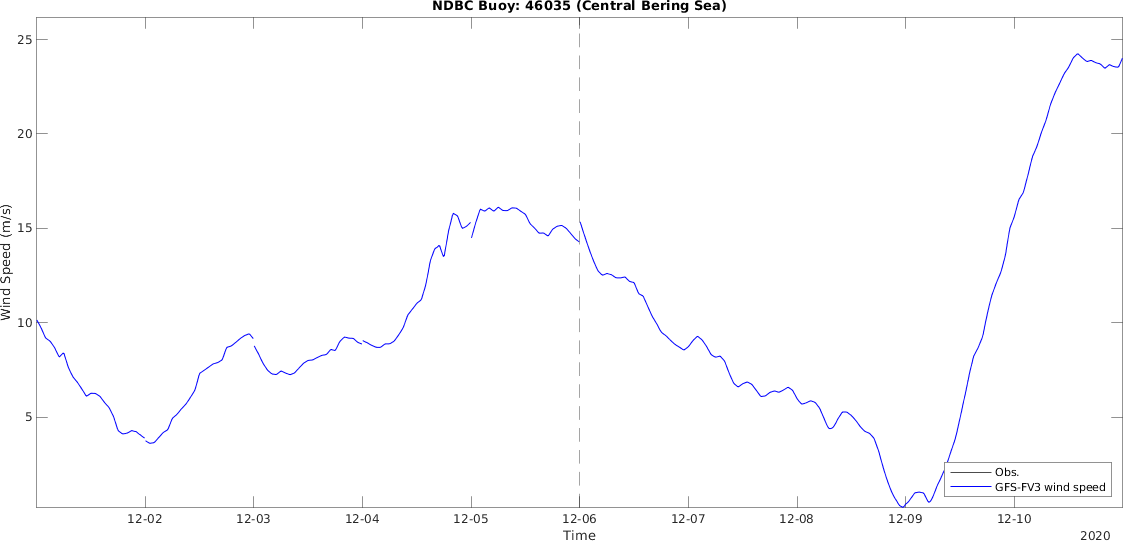 NDBC Buoy: 46035 (Central Bering Sea)
25
20
15
10
5
Wind Speed (m/s)
Obs.
GFS-FV3 wind speed
12-02 12-03 12-04 12-05 12-06 12-07 12-08 12-09 12-10
Time
2020